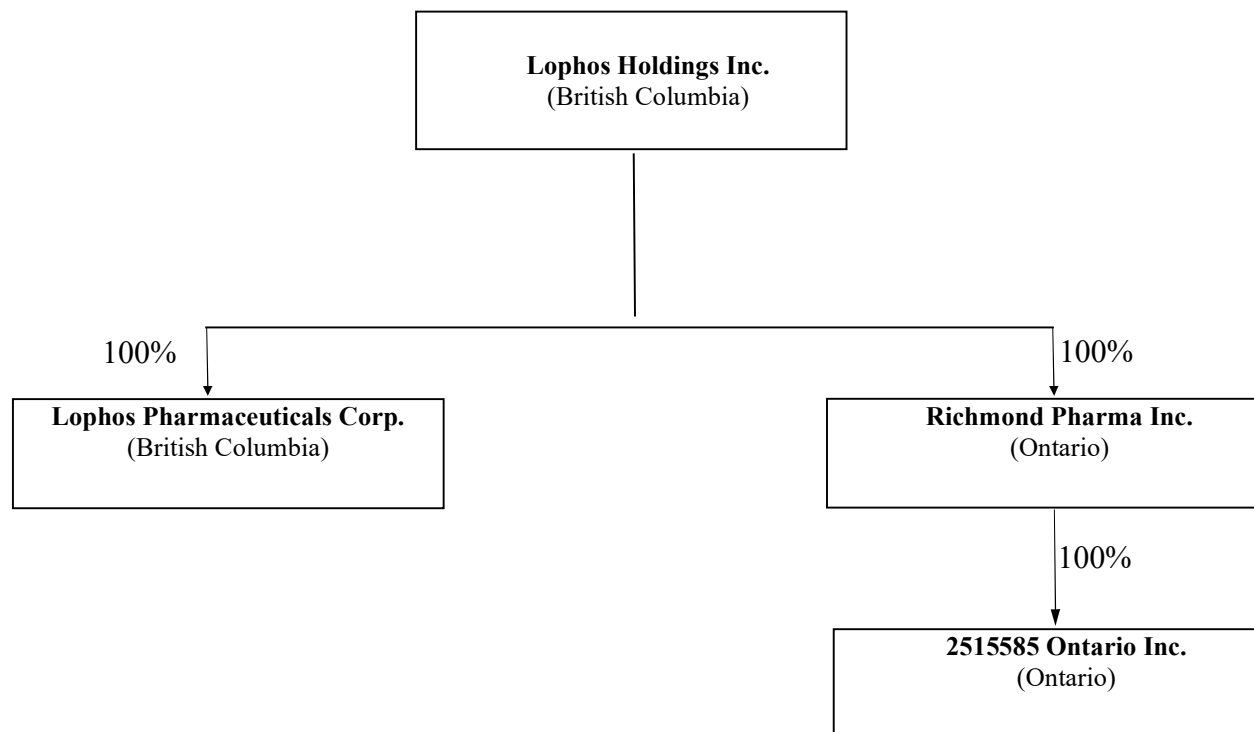 Lophos Holdings Inc.
(British Columbia)
100%
100%
Lophos Pharmaceuticals Corp.
(British Columbia)
Richmond Pharma Inc.
(Ontario)
100%
2515585 Ontario Inc.
(Ontario)